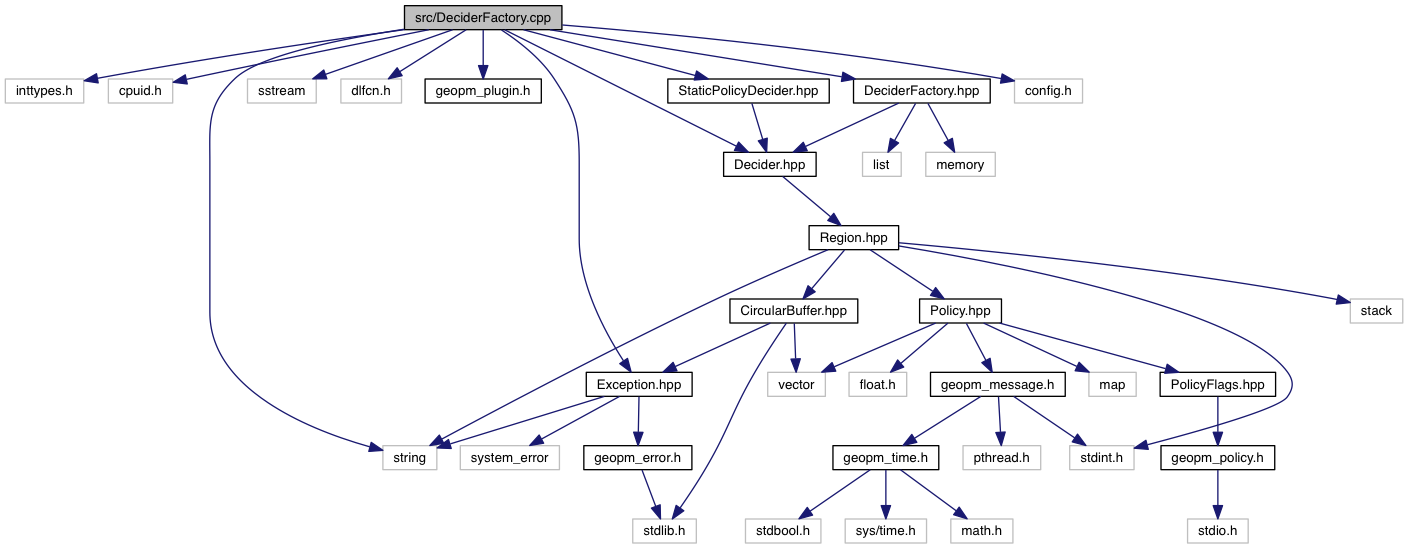 src/DeciderFactory.cpp
inttypes.h
cpuid.h
sstream
dlfcn.h
geopm_plugin.h
StaticPolicyDecider.hpp
DeciderFactory.hpp
config.h
Decider.hpp
list
memory
Region.hpp
CircularBuffer.hpp
Policy.hpp
stack
Exception.hpp
vector
float.h
geopm_message.h
map
PolicyFlags.hpp
string
system_error
geopm_error.h
geopm_time.h
pthread.h
stdint.h
geopm_policy.h
stdlib.h
stdbool.h
sys/time.h
math.h
stdio.h